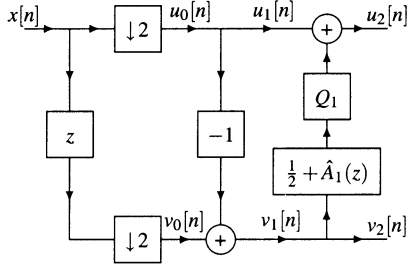 x[n] ↓2 u₀[n] u₁[n] + u₂[n]
Q₁
z −1
½ + Â₁(z)
↓2 v₀[n] + v₁[n] v₂[n]